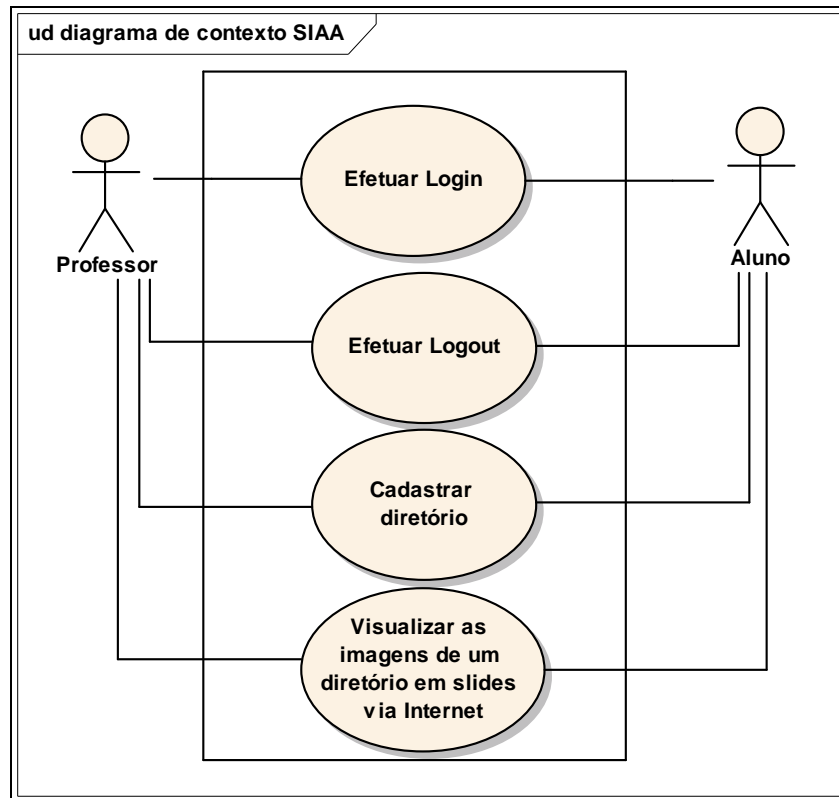 ud diagrama de contexto SIAA
Efetuar Login
Professor
Aluno
Efetuar Logout
Cadastrar
diretório
Visualizar as
imagens de um
diretório em slides
via Internet